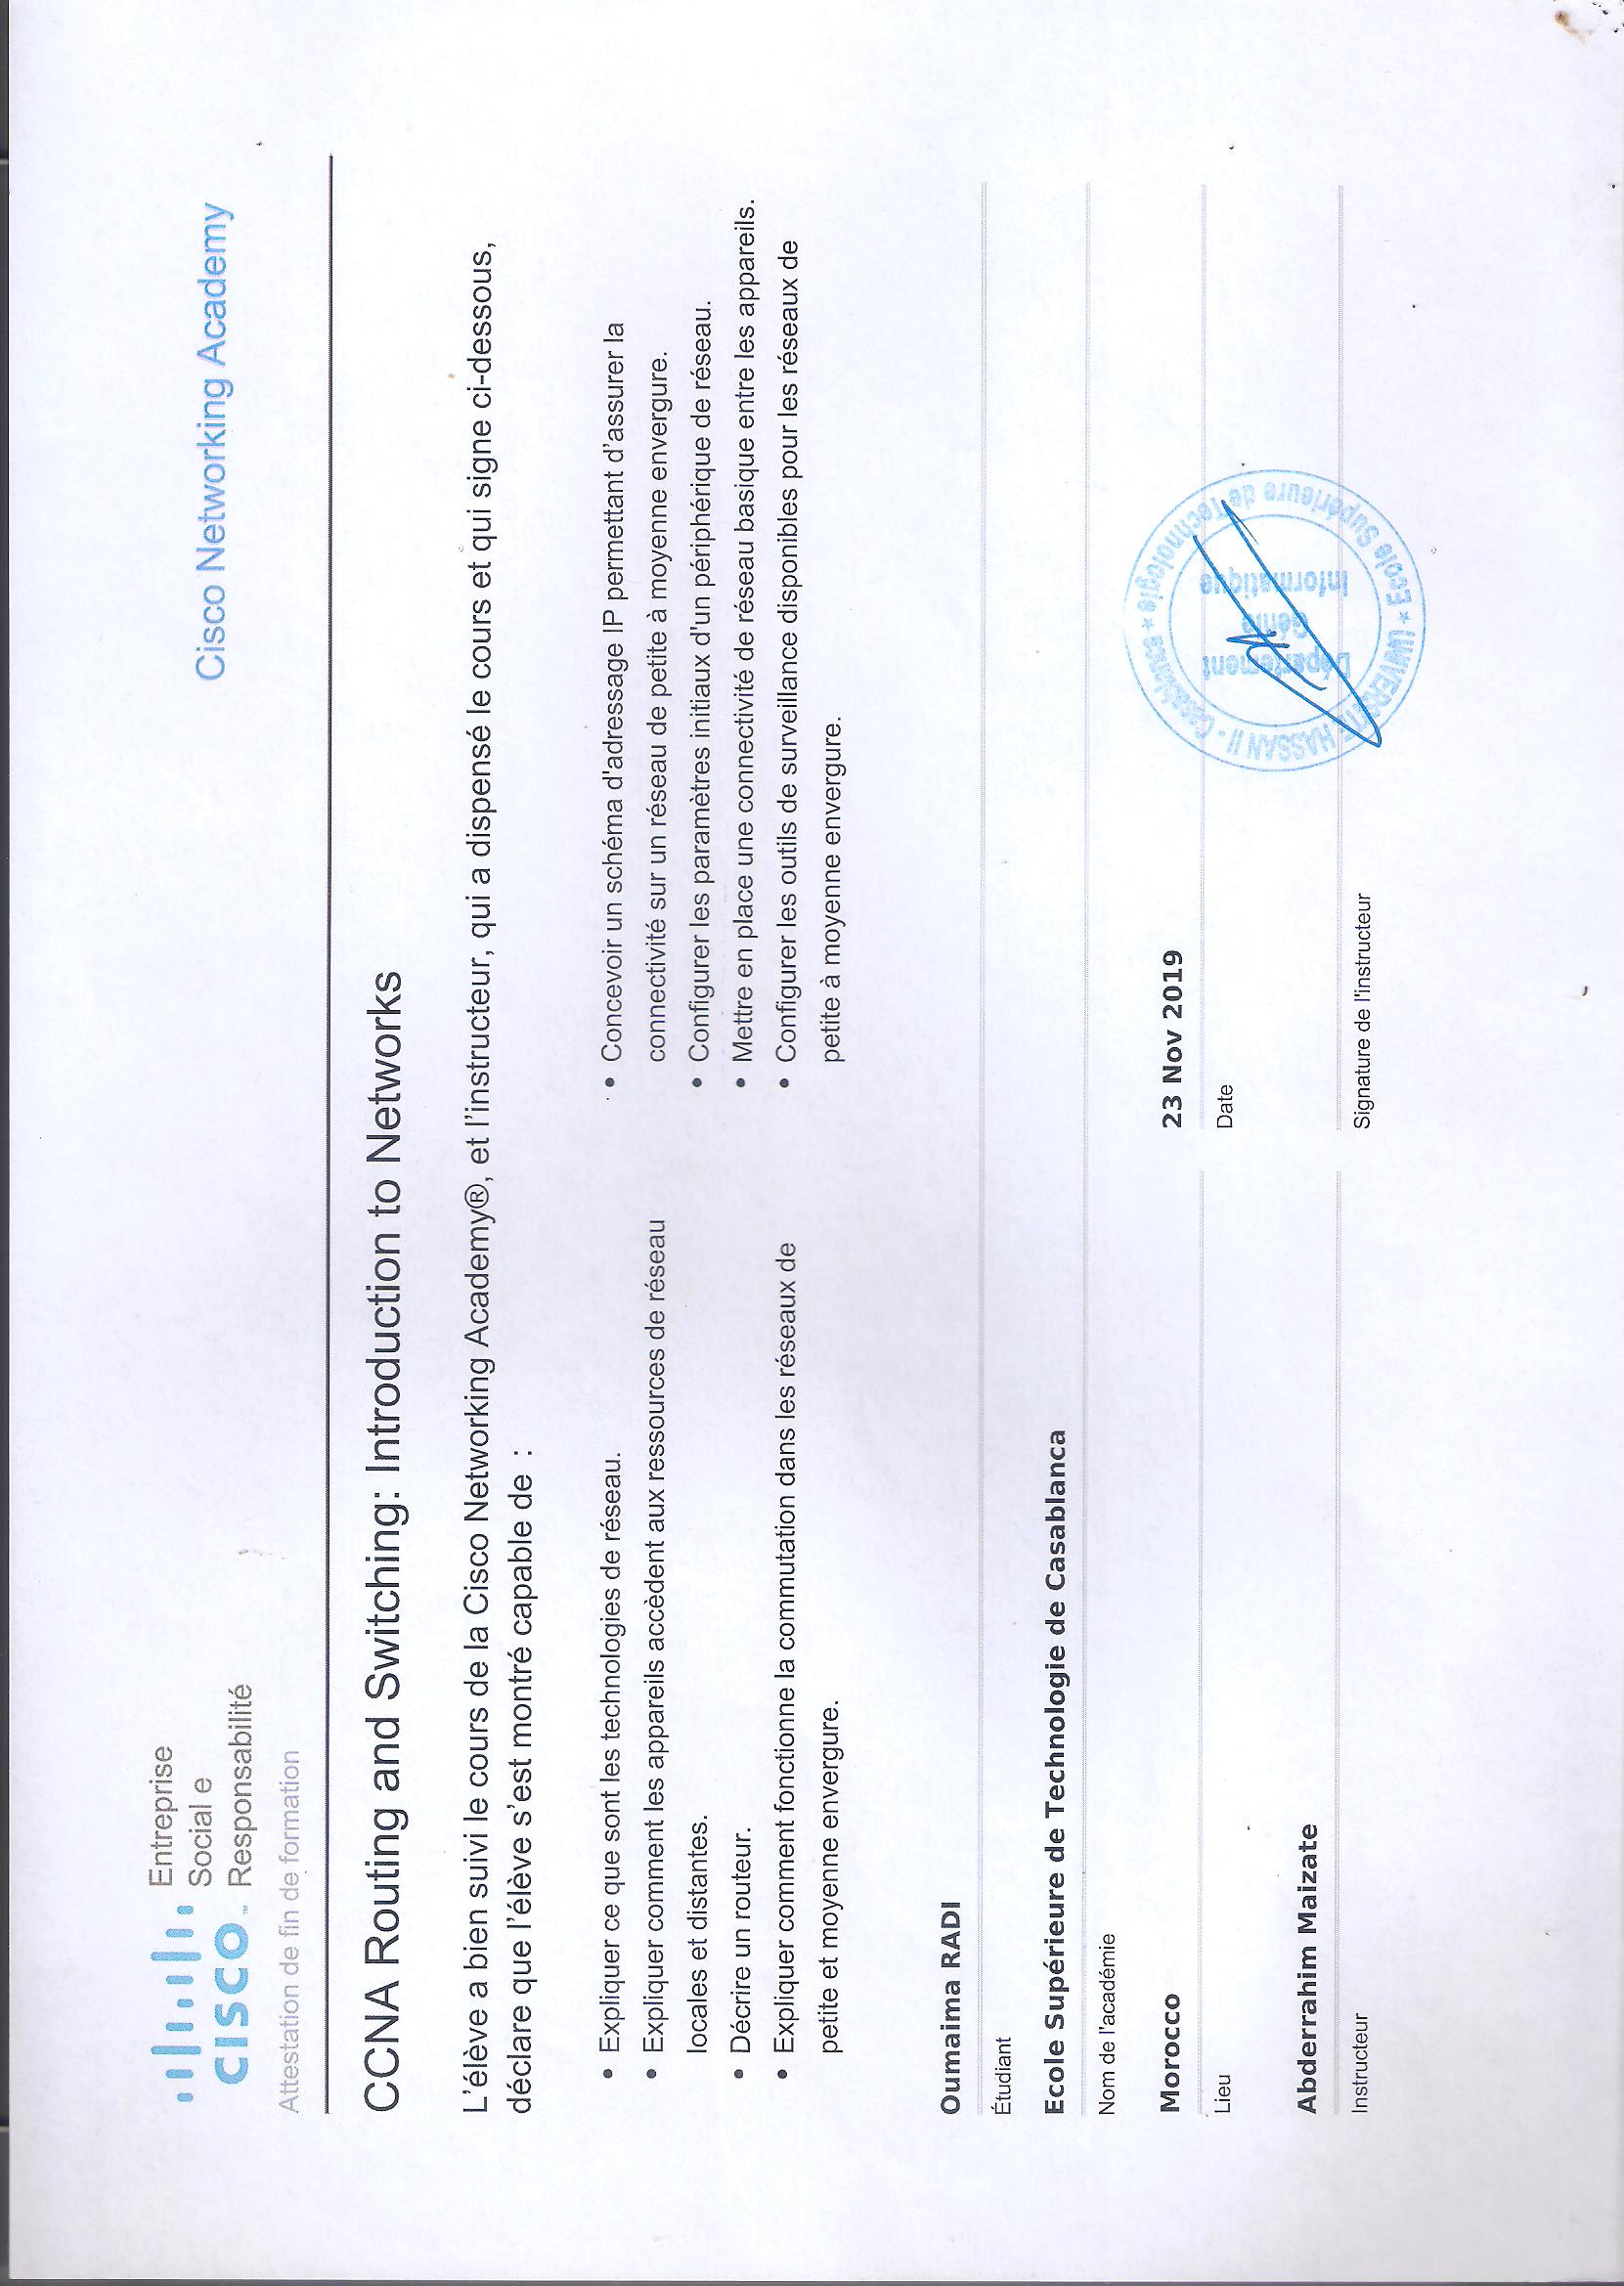 Entreprise
Social e
Responsabilité
CISCO
Cisco Networking Academy
Attestation de fin de formation
CCNA Routing and Switching: Introduction to Networks
L'élève a bien suivi le cours de la Cisco Networking Academy®, et l'instructeur, qui a dispensé le cours et qui signe ci-dessous,
déclare que l'élève s'est montré capable de :
• Expliquer ce que sont les technologies de réseau.
• Expliquer comment les appareils accèdent aux ressources de réseau
locales et distantes.
• Décrire un routeur.
• Expliquer comment fonctionne la commutation dans les réseaux de
petite et moyenne envergure.
• Concevoir un schéma d'adressage IP permettant d'assurer la
connectivité sur un réseau de petite à moyenne envergure.
• Configurer les paramètres initiaux d'un périphérique de réseau.
• Mettre en place une connectivité de réseau basique entre les appareils.
• Configurer les outils de surveillance disponibles pour les réseaux de
petite à moyenne envergure.
Oumaima RADI
Étudiant
Ecole Supérieure de Technologie de Casablanca
Nom de l'académie
Morocco
Lieu
23 Nov 2019
Date
Abderrahim Maizate
Instructeur
Signature de l'instructeur
UNIVERSITE HASSAN II - Casablanca * Ecole Supérieure de Technologie *
Département
Génie
Informatique